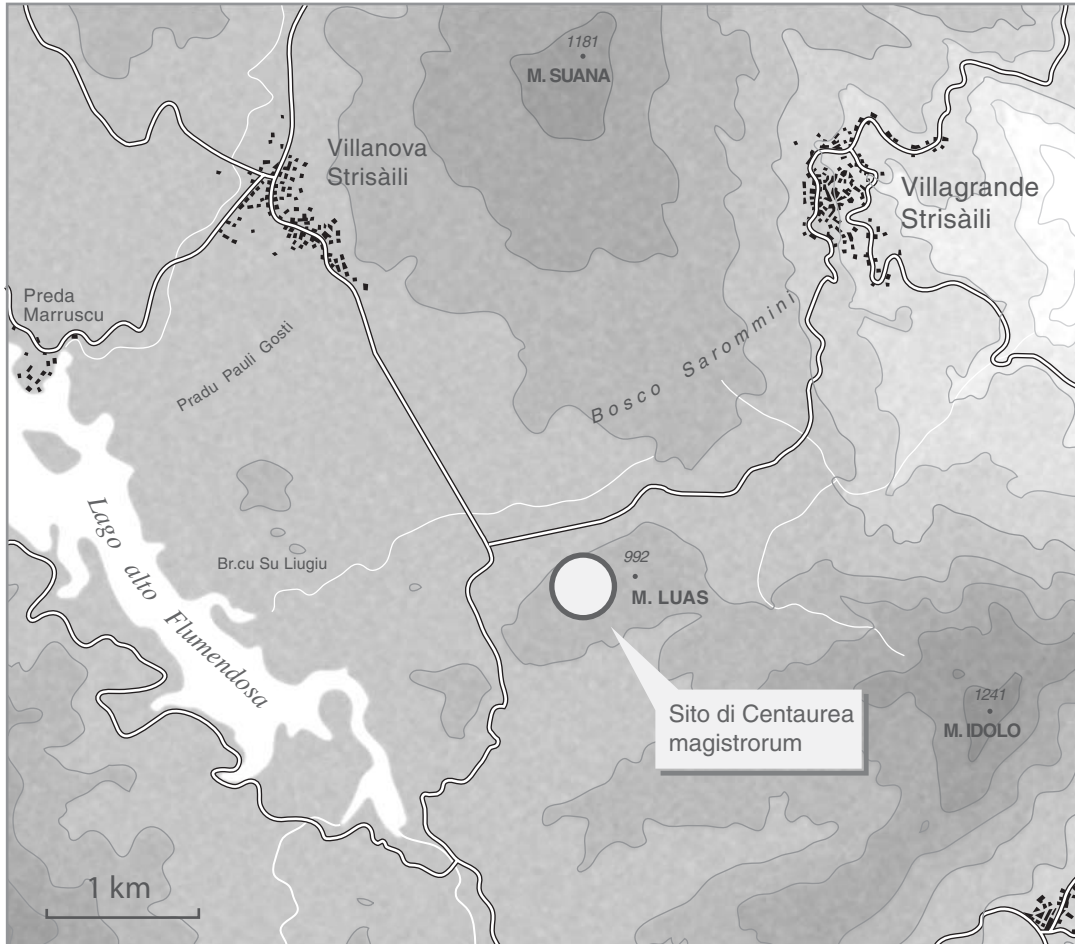 1181
M. SUANA
Villanova
Strisàili
Villagrande
Strisàili
Preda
Marruscu
Pradu Pauli Gosti
Bosco Sarommini
Lago alto Flumendosa
Br.cu Su Liugiu
992
M. LUAS
Sito di Centaurea
magistrorum
1241
M. IDOLO
1 km